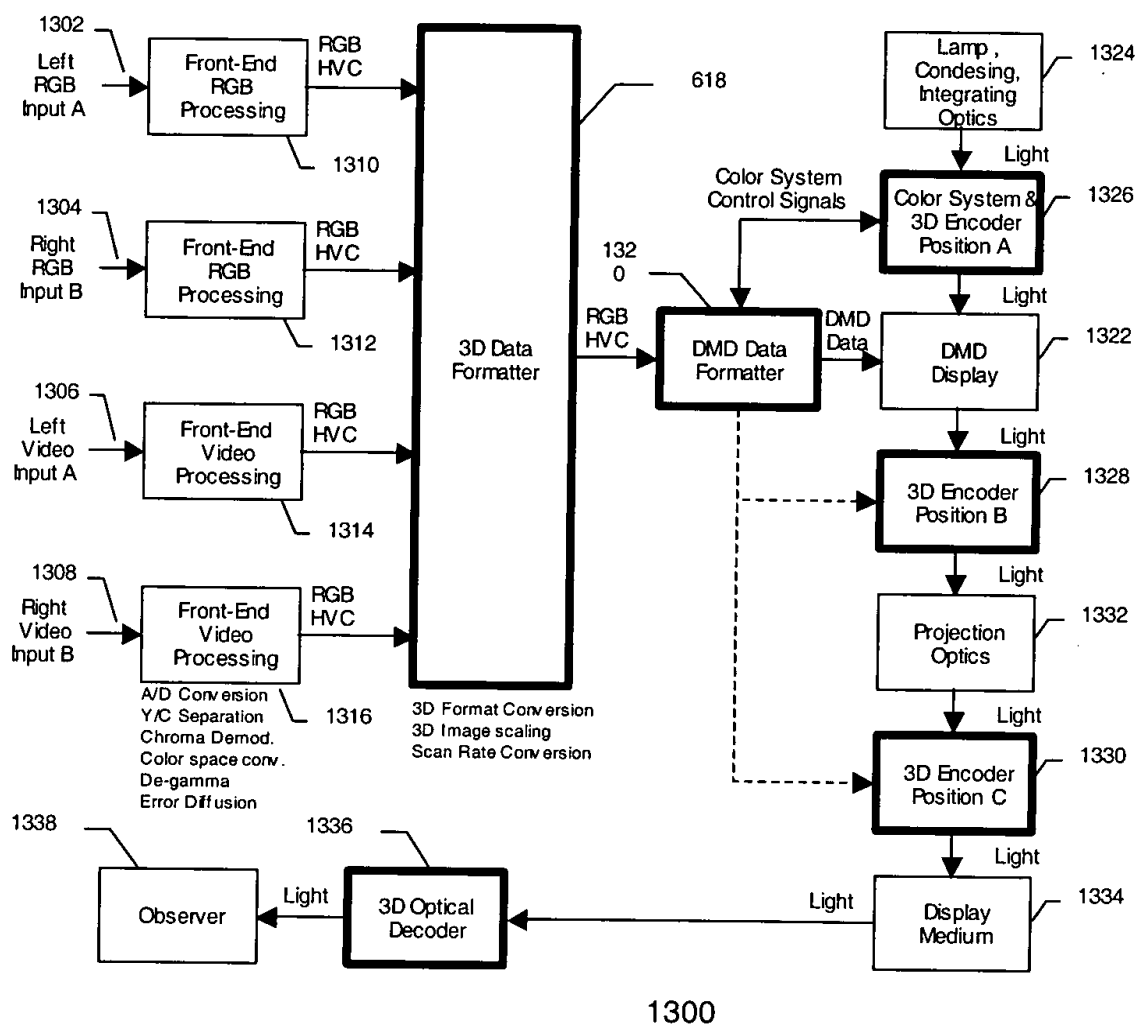 1302
Left
RGB
Input A
Front-End
RGB
Processing
RGB
HVC
1310
1304
Right
RGB
Input B
Front-End
RGB
Processing
RGB
HVC
1312
1306
Left
Video
Input A
Front-End
Video
Processing
RGB
HVC
1314
1308
Right
Video
Input B
Front-End
Video
Processing
RGB
HVC
1316
A/D Conversion
Y/C Separation
Chroma Demod.
Color space conv.
De-gamma
Error Diffusion
3D Data
Formatter
618
3D Format Conversion
3D Image scaling
Scan Rate Conversion
RGB
HVC
132
0
DMD Data
Formatter
Color System
Control Signals
DMD
Data
Lamp,
Condesing,
Integrating
Optics
1324
Light
Color System &
3D Encoder
Position A
1326
Light
DMD
Display
1322
Light
3D Encoder
Position B
1328
Light
Projection
Optics
1332
Light
3D Encoder
Position C
1330
Light
Display
Medium
1334
Light
3D Optical
Decoder
1336
Light
Observer
1338
1300